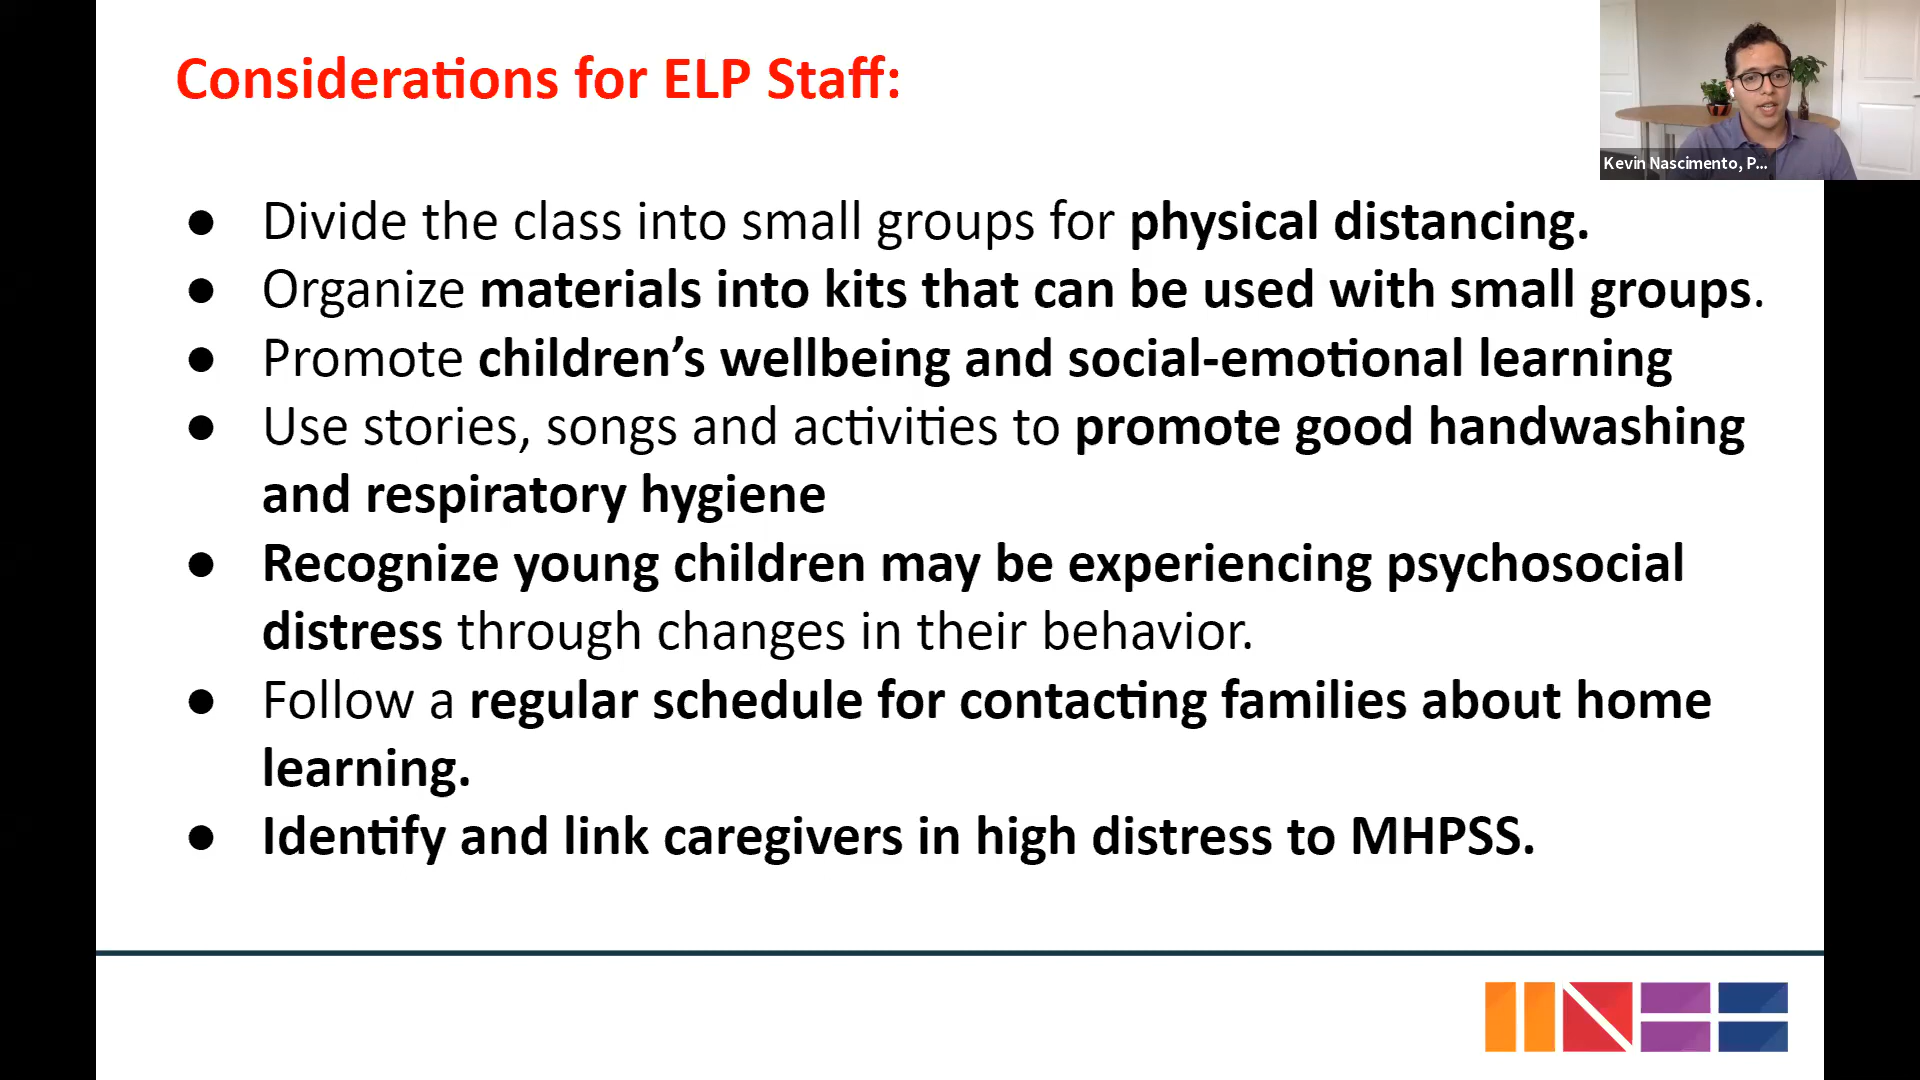 Considerations for ELP Staff:
Kevin Nascimento, P...
● Divide the class into small groups for physical distancing.
● Organize materials into kits that can be used with small groups.
● Promote children’s wellbeing and social-emotional learning
● Use stories, songs and activities to promote good handwashing
and respiratory hygiene
● Recognize young children may be experiencing psychosocial
distress through changes in their behavior.
● Follow a regular schedule for contacting families about home
learning.
● Identify and link caregivers in high distress to MHPSS.
INEE